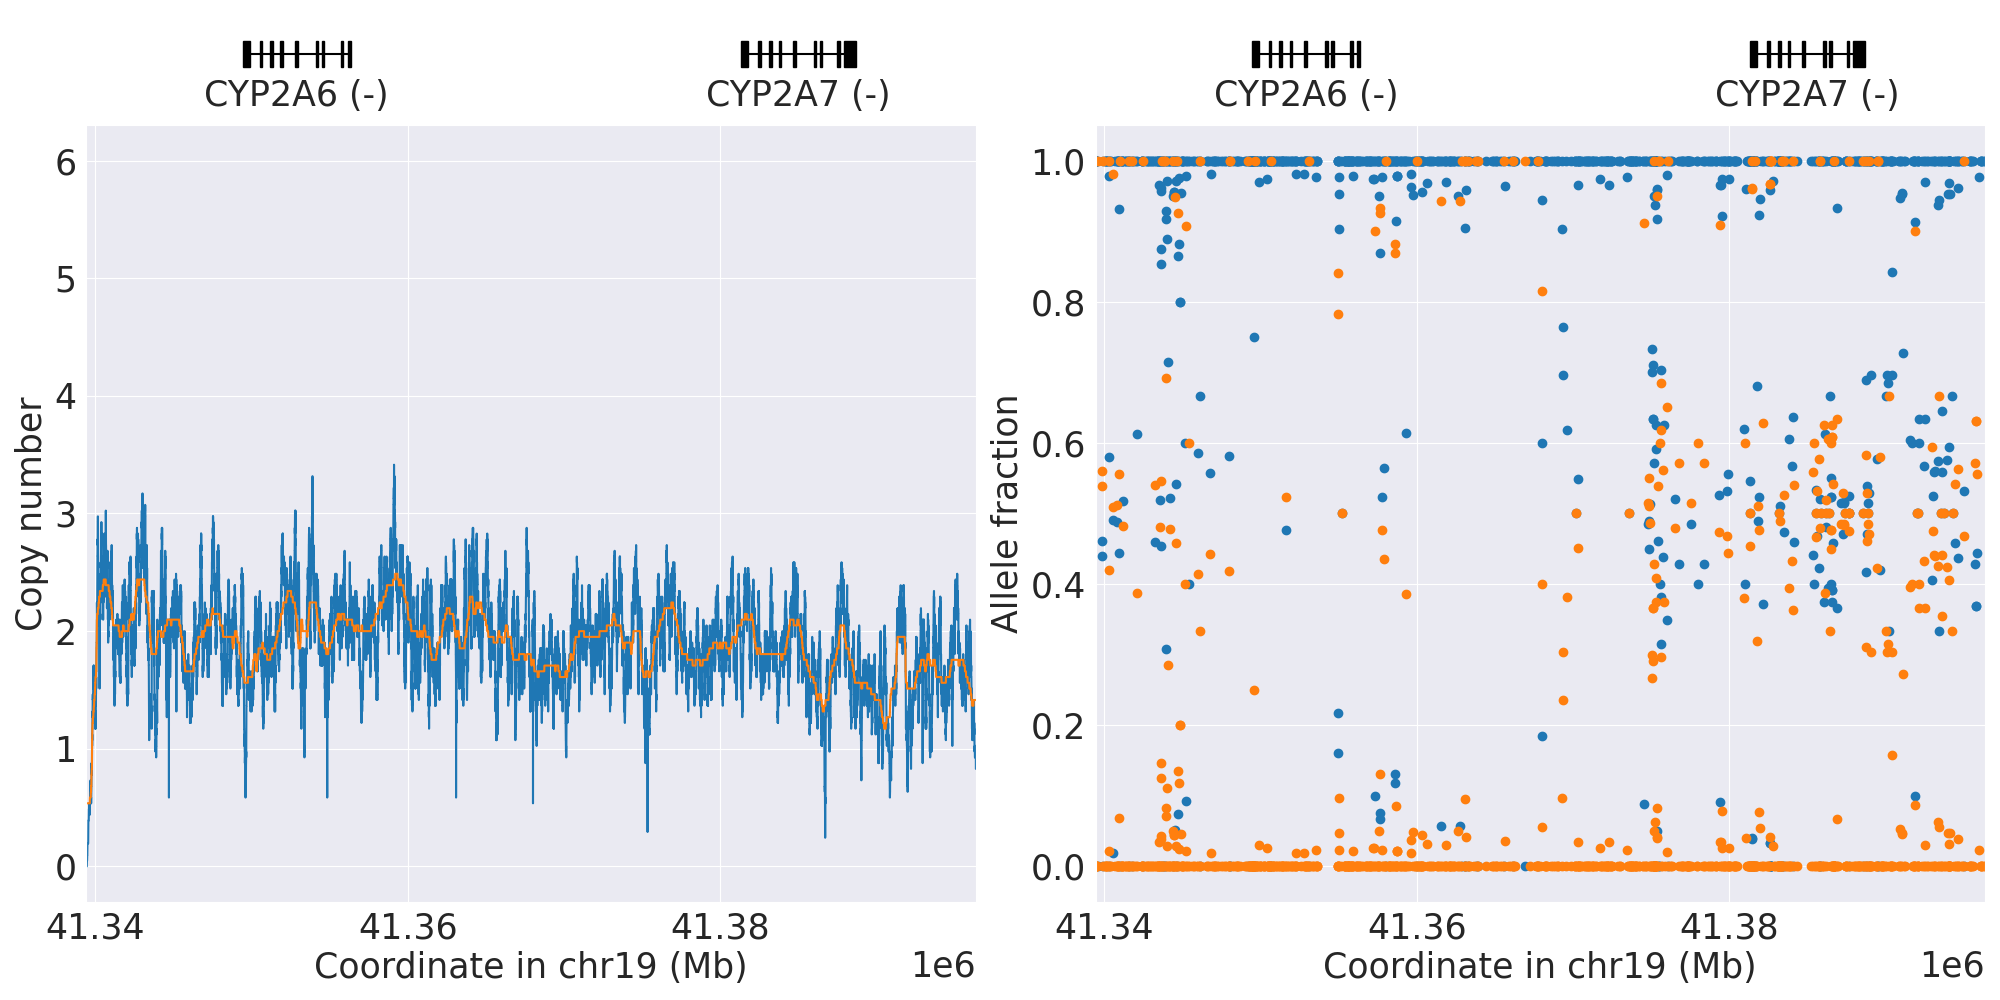 CYP2A6 (-)
CYP2A7 (-)
6
5
4
3
2
1
0
Copy number
41.34
41.36
41.38
Coordinate in chr19 (Mb)
1e6
CYP2A6 (-)
CYP2A7 (-)
1.0
0.8
0.6
0.4
0.2
0.0
Allele fraction
41.34
41.36
41.38
Coordinate in chr19 (Mb)
1e6